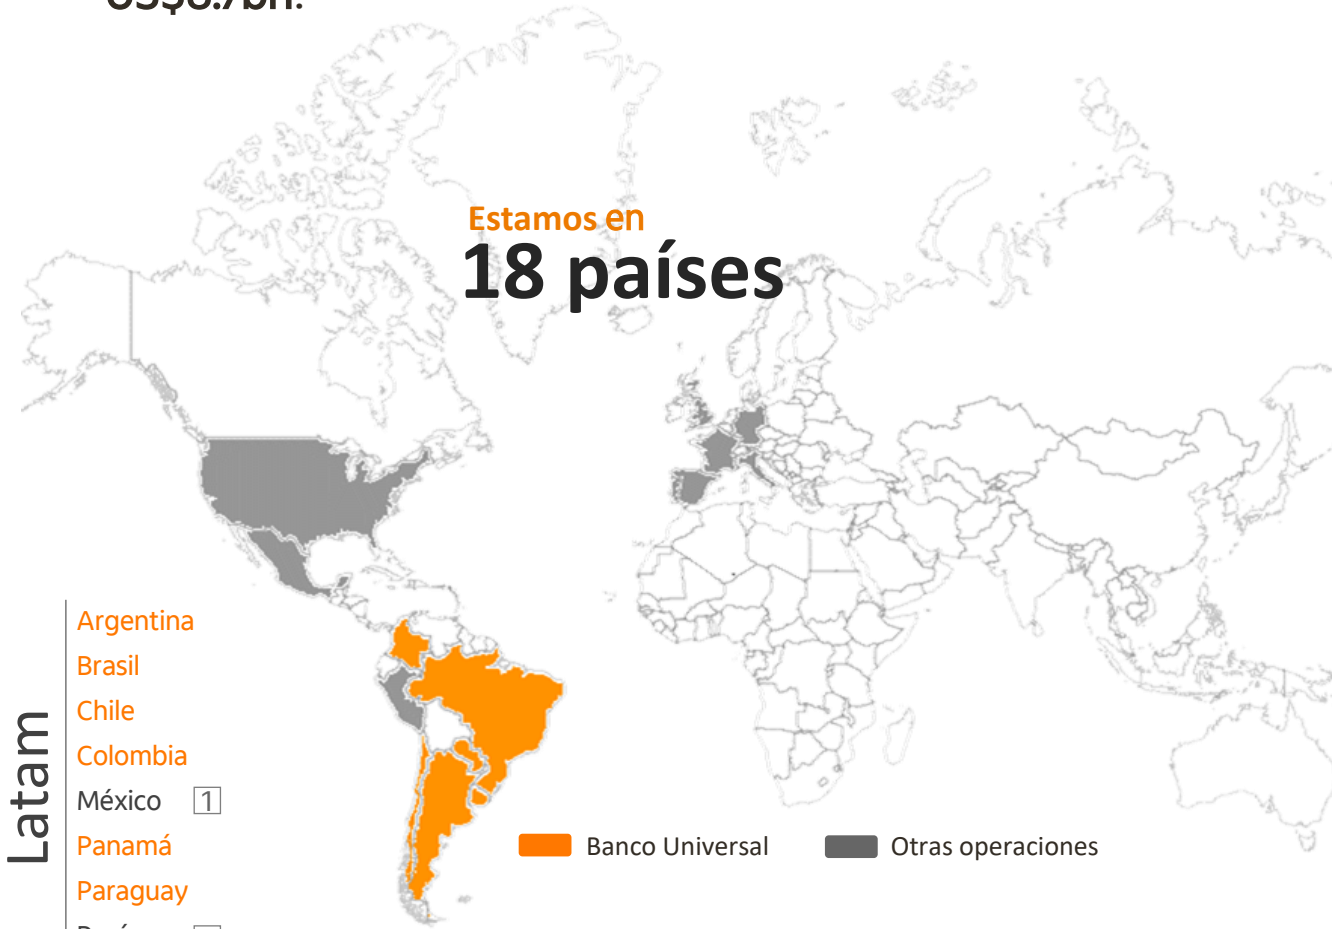 Estamos en
18 países
Latam
Argentina
Brasil
Chile
Colombia
México 1
Panamá
Paraguay
Banco Universal
Otras operaciones